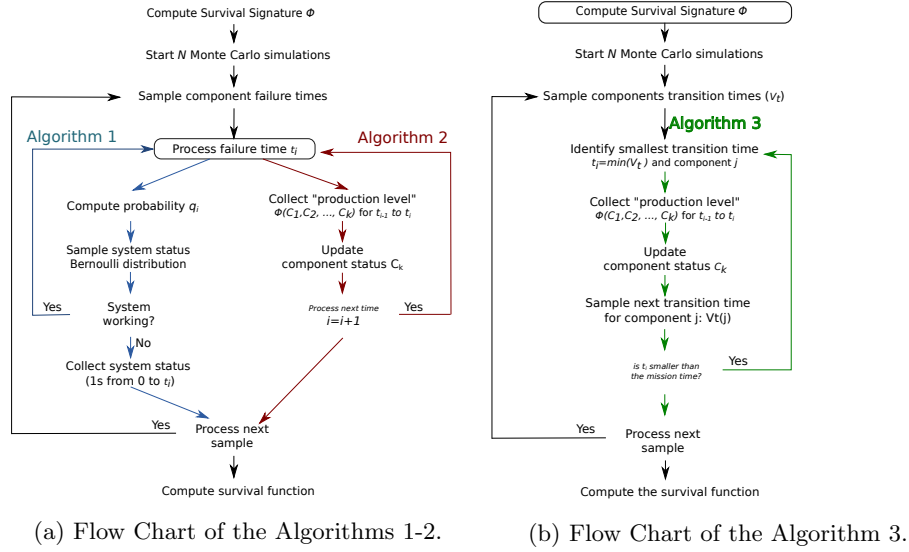 Compute Survival Signature Φ
Start N Monte Carlo simulations
Sample component failure times
Algorithm 1
Algorithm 2
Process failure time tᵢ
Compute probability qᵢ
Sample system status
Bernoulli distribution
Yes
System
working?
No
Collect system status
(1s from 0 to tᵢ)
Collect "production level"
Φ(C₁,C₂, ..., Cₖ) for tᵢ₋₁ to tᵢ
Update
component status Cₖ
Process next time
i=i+1
Yes
Yes
Process next
sample
Compute survival function
(a) Flow Chart of the Algorithms 1-2.
Compute Survival Signature Φ
Start N Monte Carlo simulations
Sample components transition times (vₜ)
Algorithm 3
Identify smallest transition time
tᵢ=min(Vₜ ) and component j
Collect "production level"
Φ(C₁,C₂, ..., Cₖ) for tᵢ₋₁ to tᵢ
Update
component status Cₖ
Sample next transition time
for component j: Vt(j)
is tᵢ smaller than
the mission time?
Yes
Yes
Process next
sample
Compute the survival function
(b) Flow Chart of the Algorithm 3.